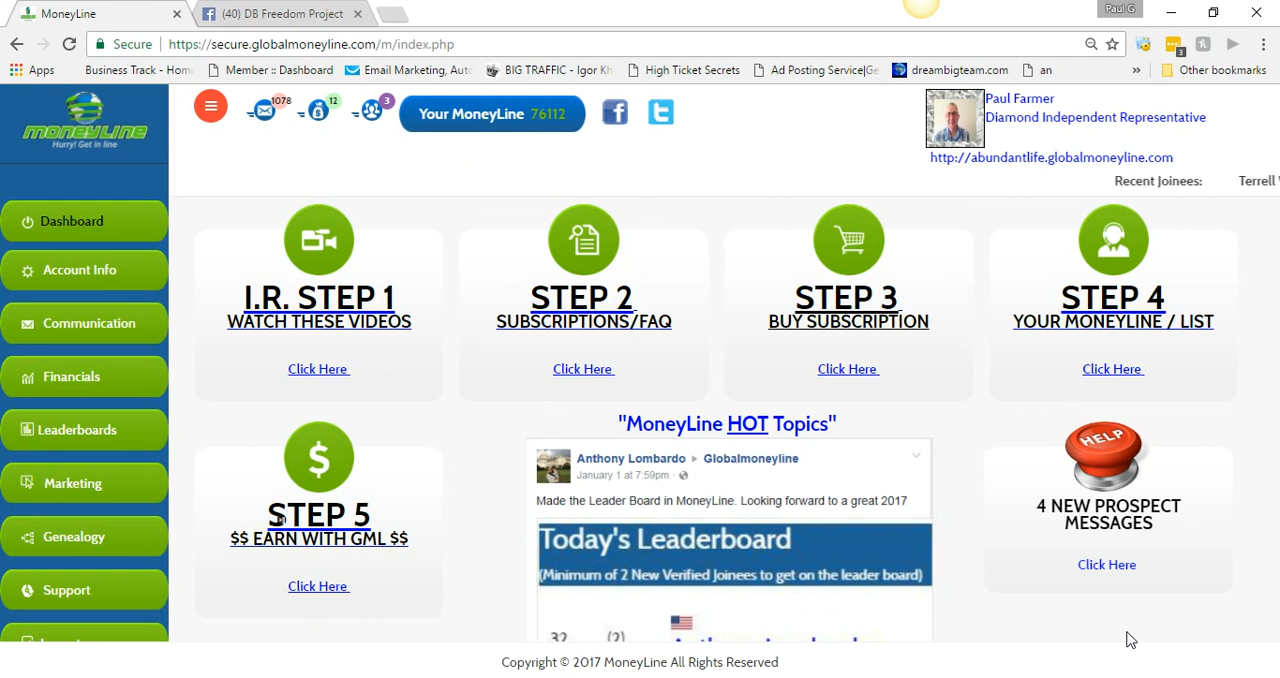 MoneyLine
(40) DB Freedom Project
Paul G
Secure
https://secure.globalmoneyline.com/m/index.php
3
Apps
Business Track - Hom
Member :: Dashboard
Email Marketing, Aut
BIG TRAFFIC - Igor Kh
High Ticket Secrets
Ad Posting Service|Ge
dreambigteam.com
an
»
Other bookmarks
MONEYLINE
Hurry! Get in line
1078
12
3
Your MoneyLine 76112
Paul Farmer
Diamond Independent Representative
http://abundantlife.globalmoneyline.com
Recent Joinees:
Terrell
Dashboard
Account Info
Communication
Financials
Leaderboards
Marketing
Genealogy
Support
I.R. STEP 1
WATCH THESE VIDEOS
Click Here
STEP 2
SUBSCRIPTIONS/FAQ
Click Here
STEP 3
BUY SUBSCRIPTION
Click Here
STEP 4
YOUR MONEYLINE / LIST
Click Here
$
STEP 5
$$ EARN WITH GML $$
Click Here
"MoneyLine HOT Topics"
Anthony Lombardo ▸ Globalmoneyline
January 1 at 7:59pm
Made the Leader Board in MoneyLine. Looking forward to a great 2017
Today's Leaderboard
(Minimum of 2 New Verified Joinees to get on the leader board)
32
(2)
HELP
4 NEW PROSPECT
MESSAGES
Click Here
Copyright © 2017 MoneyLine All Rights Reserved